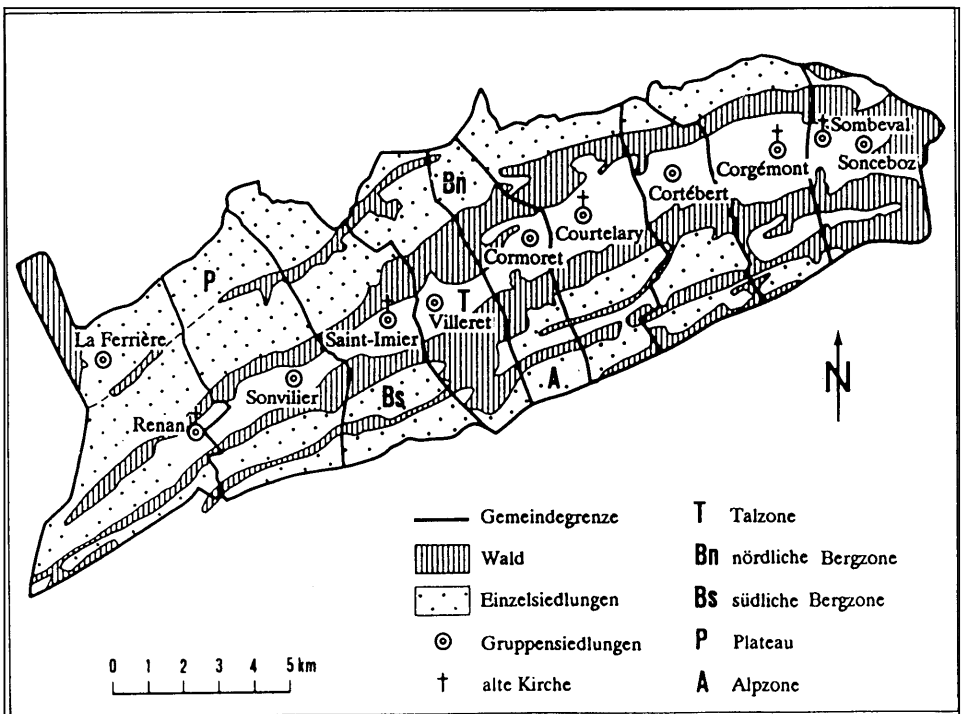 Sombeval
Corgémont
Sonceboz
Bn
Cortébert
Courtelary
Cormoret
P
T
Saint-Imier
Villeret
La Ferrière
A
Sonvilier
Bs
Renan
N
Gemeindegrenze
Wald
Einzelsiedlungen
Gruppensiedlungen
alte Kirche
T Talzone
Bn nördliche Bergzone
Bs südliche Bergzone
P Plateau
A Alpzone
0 1 2 3 4 5 km